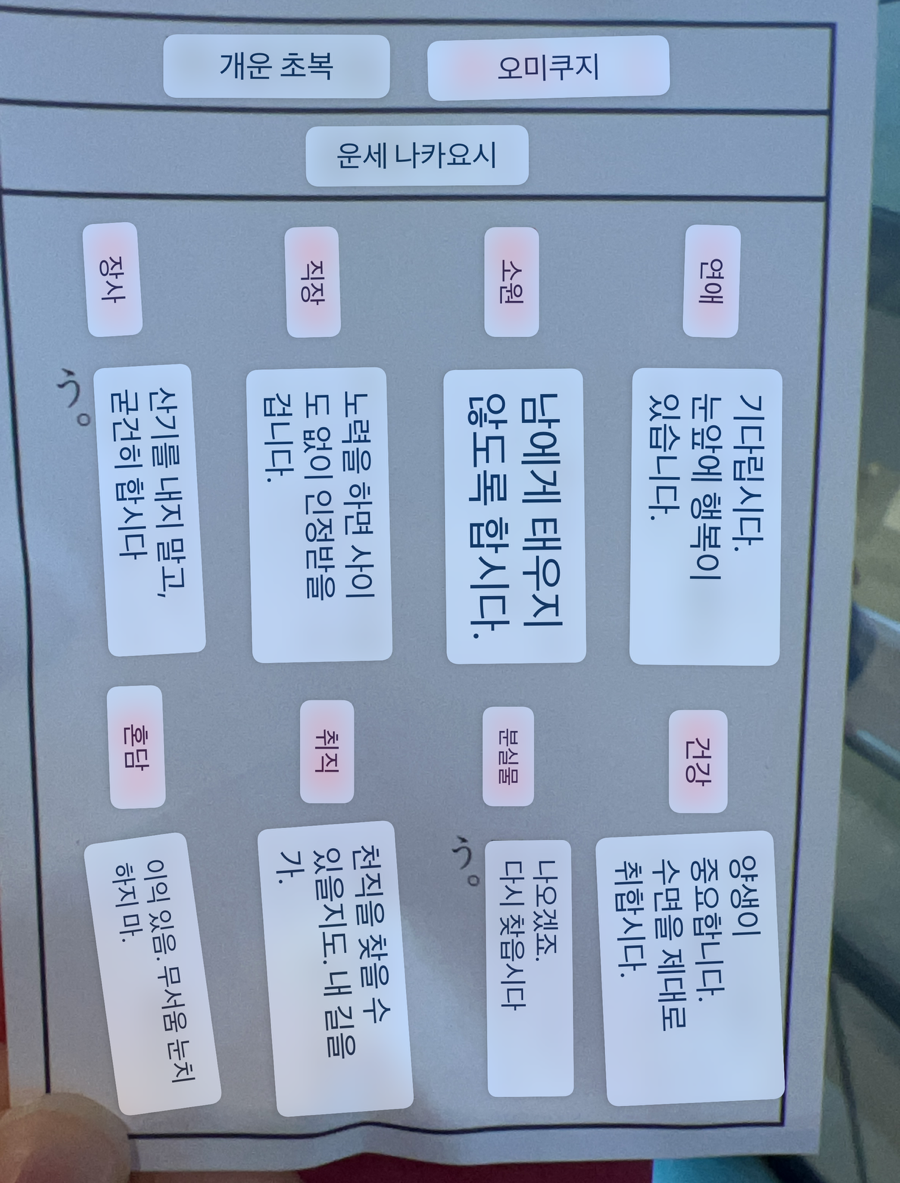 개운 초복
오미쿠지
운세 나카요시
연애
기다립시다.
눈앞에 행복이
있습니다.
소원
남에게 태우지
않도록 합시다.
직장
노력을 하면 사이
도 없이 인정받을
겁니다.
장사
산기를 내지 말고,
굳건히 합시다
う。
건강
양생이
중요합니다.
수면을 제대로
취합시다.
분실물
나오겠죠.
다시 찾읍시다
う。
취직
천직을 찾을 수
있을지도. 내 길을
가.
혼담
이익 있음. 무서움 눈치
하지 마.